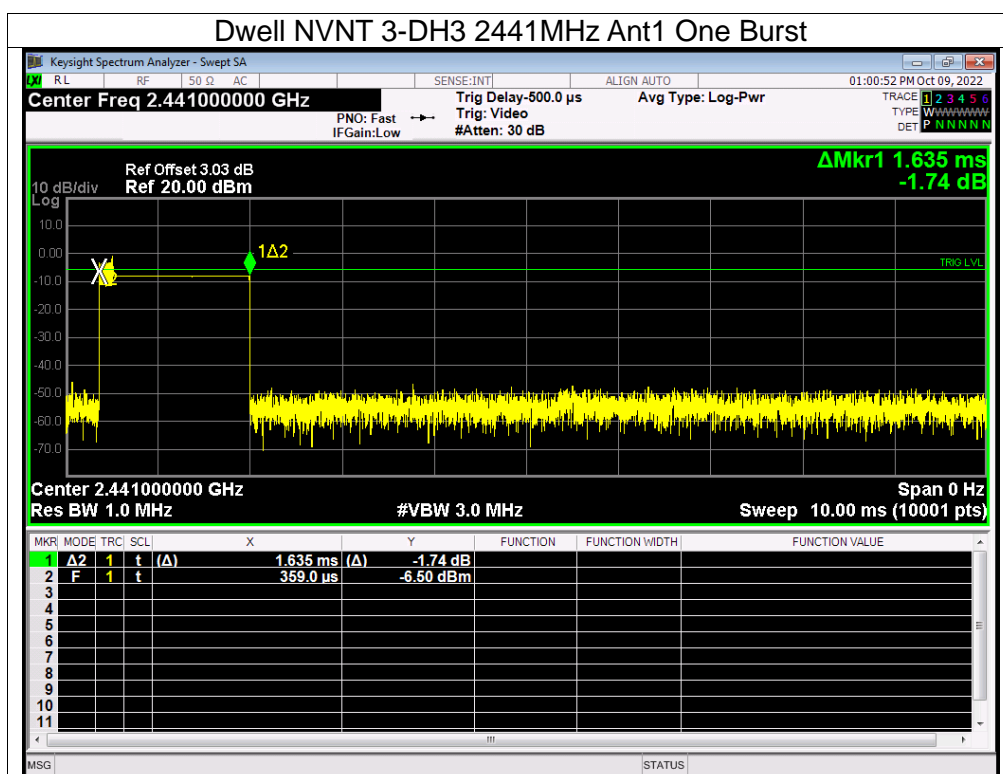 Dwell NVNT 3-DH3 2441MHz Ant1 One Burst
Keysight Spectrum Analyzer - Swept SA
LXI RL RF 50 Ω AC SENSE:INT ALIGN AUTO 01:00:52 PM Oct 09, 2022
Center Freq 2.441000000 GHz Trig Delay-500.0 µs Avg Type: Log-Pwr TRACE 1 2 3 4 5 6
PNO: Fast Trig: Video TYPE WWWWWW
IFGain:Low #Atten: 30 dB DET P N N N N N
ΔMkr1 1.635 ms
Ref Offset 3.03 dB
10 dB/div Ref 20.00 dBm -1.74 dB
Log
10.0
1Δ2
0.00
TRIG LVL
-10.0
-20.0
-30.0
-40.0
-50.0
-60.0
-70.0
Center 2.441000000 GHz Span 0 Hz
Res BW 1.0 MHz #VBW 3.0 MHz Sweep 10.00 ms (10001 pts)
MKR MODE TRC SCL X Y FUNCTION FUNCTION WIDTH FUNCTION VALUE
1 Δ2 1 t (Δ) 1.635 ms (Δ) -1.74 dB
2 F 1 t 359.0 µs -6.50 dBm
3
4
5
6
7
8
9
10
11
MSG STATUS